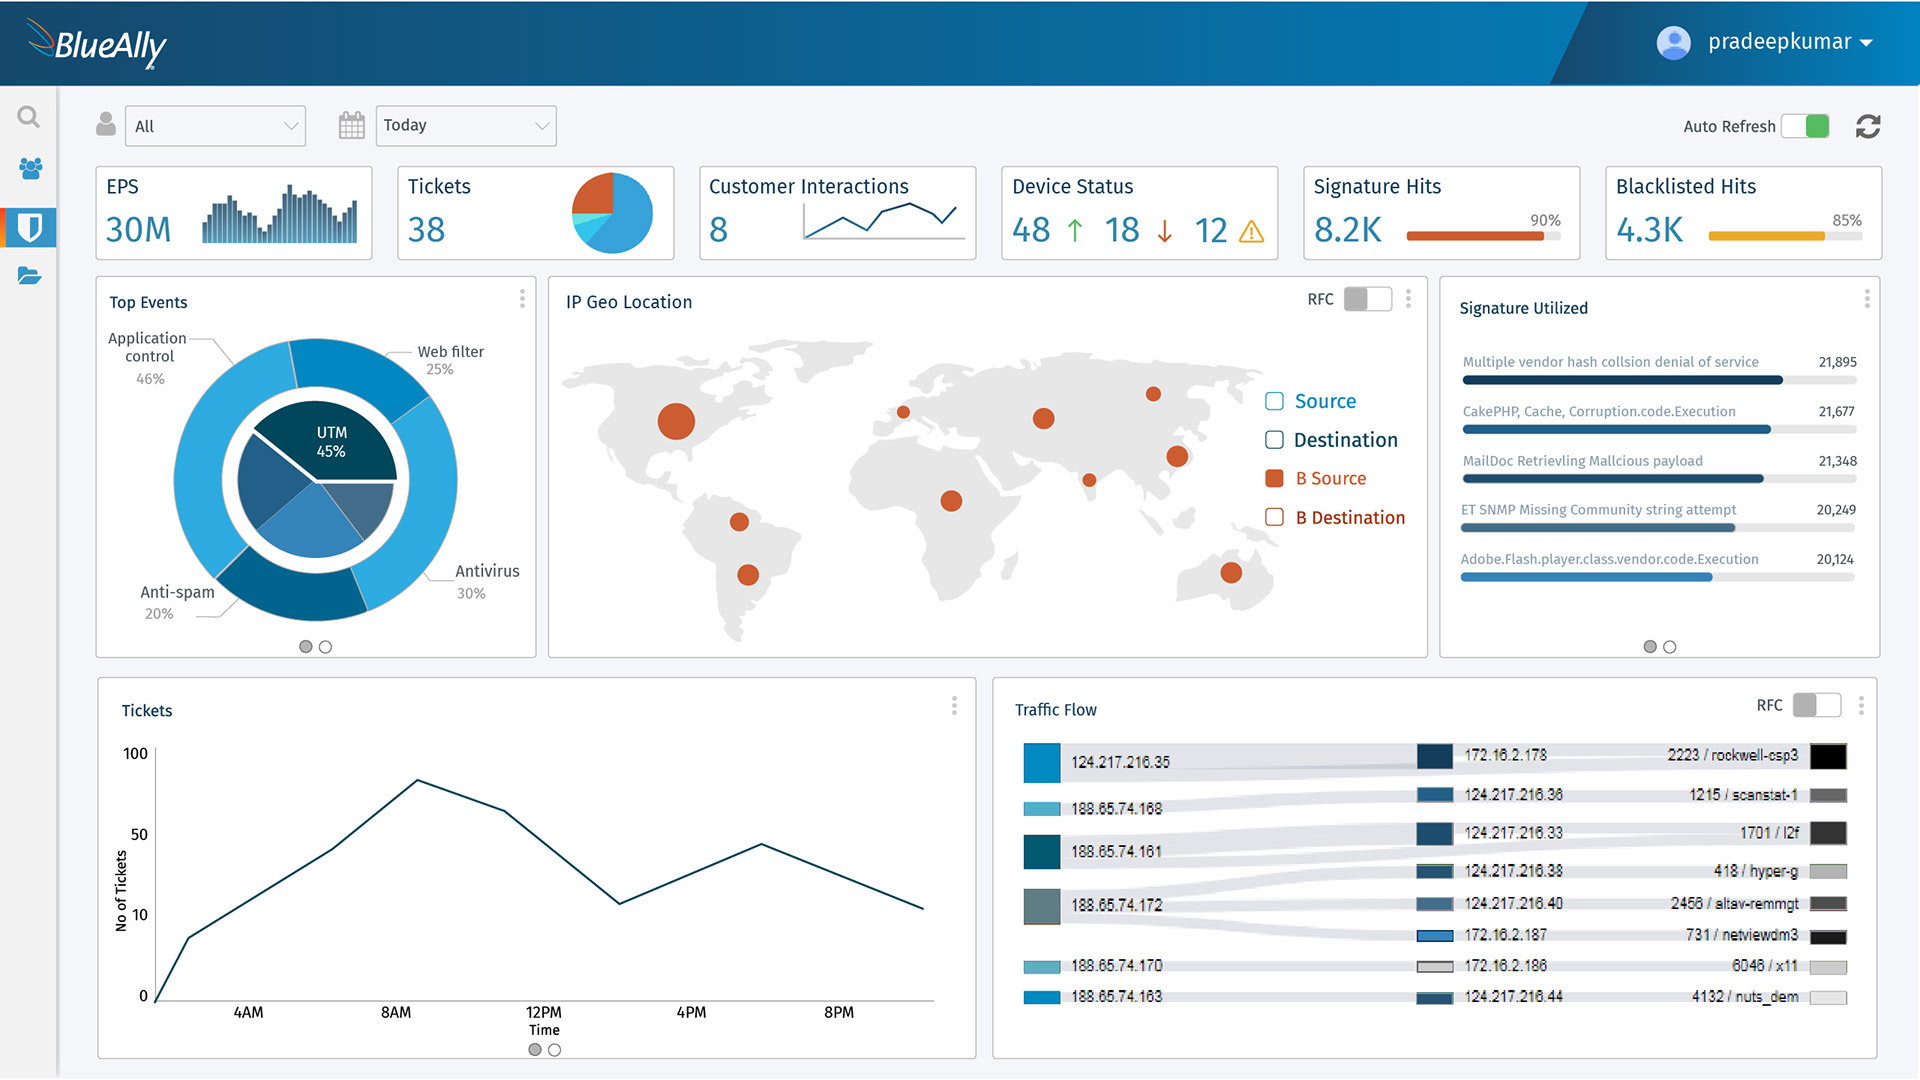 BlueAlly
pradeepkumar
All
Today
Auto Refresh
EPS
30M
Tickets
38
Customer Interactions
8
Device Status
48 18 12
Signature Hits
8.2K
90%
Blacklisted Hits
4.3K
85%
Top Events
Application
control
46%
Web filter
25%
UTM
45%
Antivirus
30%
Anti-spam
20%
IP Geo Location
RFC
Source
Destination
B Source
B Destination
Signature Utilized
Multiple vendor hash collsion denial of service 21,895
CakePHP, Cache, Corruption.code.Execution 21,677
MailDoc Retrievling Mallcious payload 21,348
ET SNMP Missing Community string attempt 20,249
Adobe.Flash.player.class.vendor.code.Execution 20,124
Tickets
100
50
10
0
No of Tickets
4AM 8AM 12PM 4PM 8PM
Time
Traffic Flow
RFC
124.217.216.35
188.65.74.168
188.65.74.161
188.65.74.172
188.65.74.170
188.65.74.163
172.16.2.178
124.217.216.36
124.217.216.33
124.217.216.38
124.217.216.40
172.16.2.187
172.16.2.186
124.217.216.44
2223 / rockwell-csp3
1215 / scanstat-1
1701 / l2f
418 / hyper-g
2456 / altav-remmgt
731 / netviewdm3
6046 / x11
4132 / nuts_dem